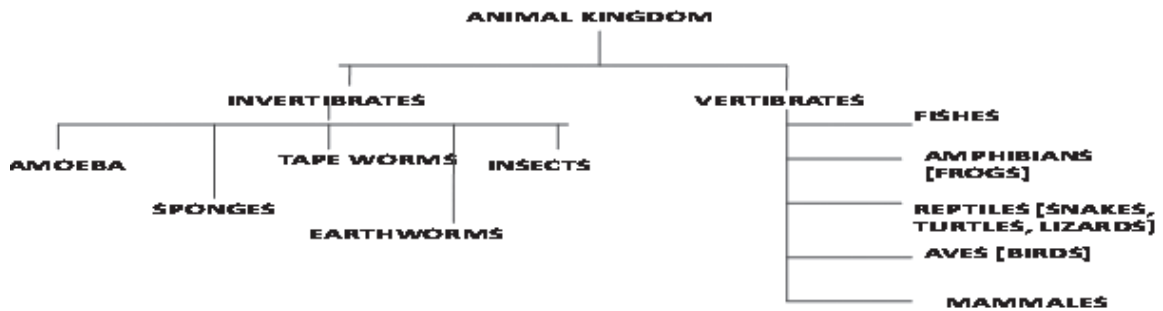 ANIMAL KINGDOM
INVERTIBRATES
VERTIBRATES
FISHES
AMOEBA
TAPE WORMS
INSECTS
AMPHIBIANS
[FROGS]
SPONGES
EARTHWORMS
REPTILES [SNAKES,
TURTLES, LIZARDS]
AVES [BIRDS]
MAMMALES